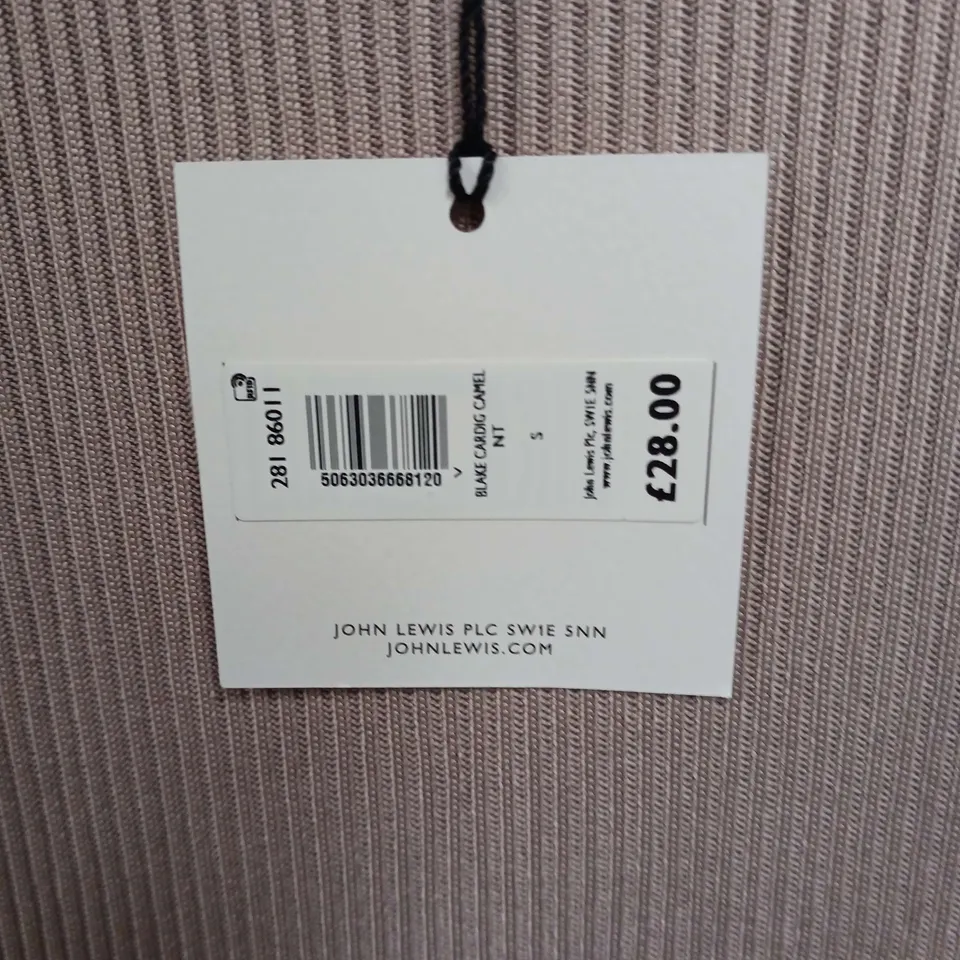 281 86011
5063036668120
V
BLAKE CARDIG CAMEL
NT
S
John Lewis Plc, SW1E 5NN
www.johnlewis.com
£28.00
JOHN LEWIS PLC SW1E 5NN
JOHNLEWIS.COM